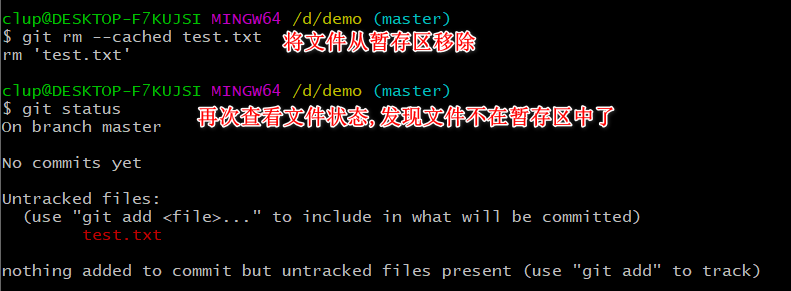 clup@DESKTOP-F7KUJSI MINGW64 /d/demo (master)
$ git rm --cached test.txt 将文件从暂存区移除
rm 'test.txt'
clup@DESKTOP-F7KUJSI MINGW64 /d/demo (master)
$ git status
再次查看文件状态,发现文件不在暂存区中了
On branch master
No commits yet
Untracked files:
(use "git add <file>..." to include in what will be committed)
test.txt
nothing added to commit but untracked files present (use "git add" to track)